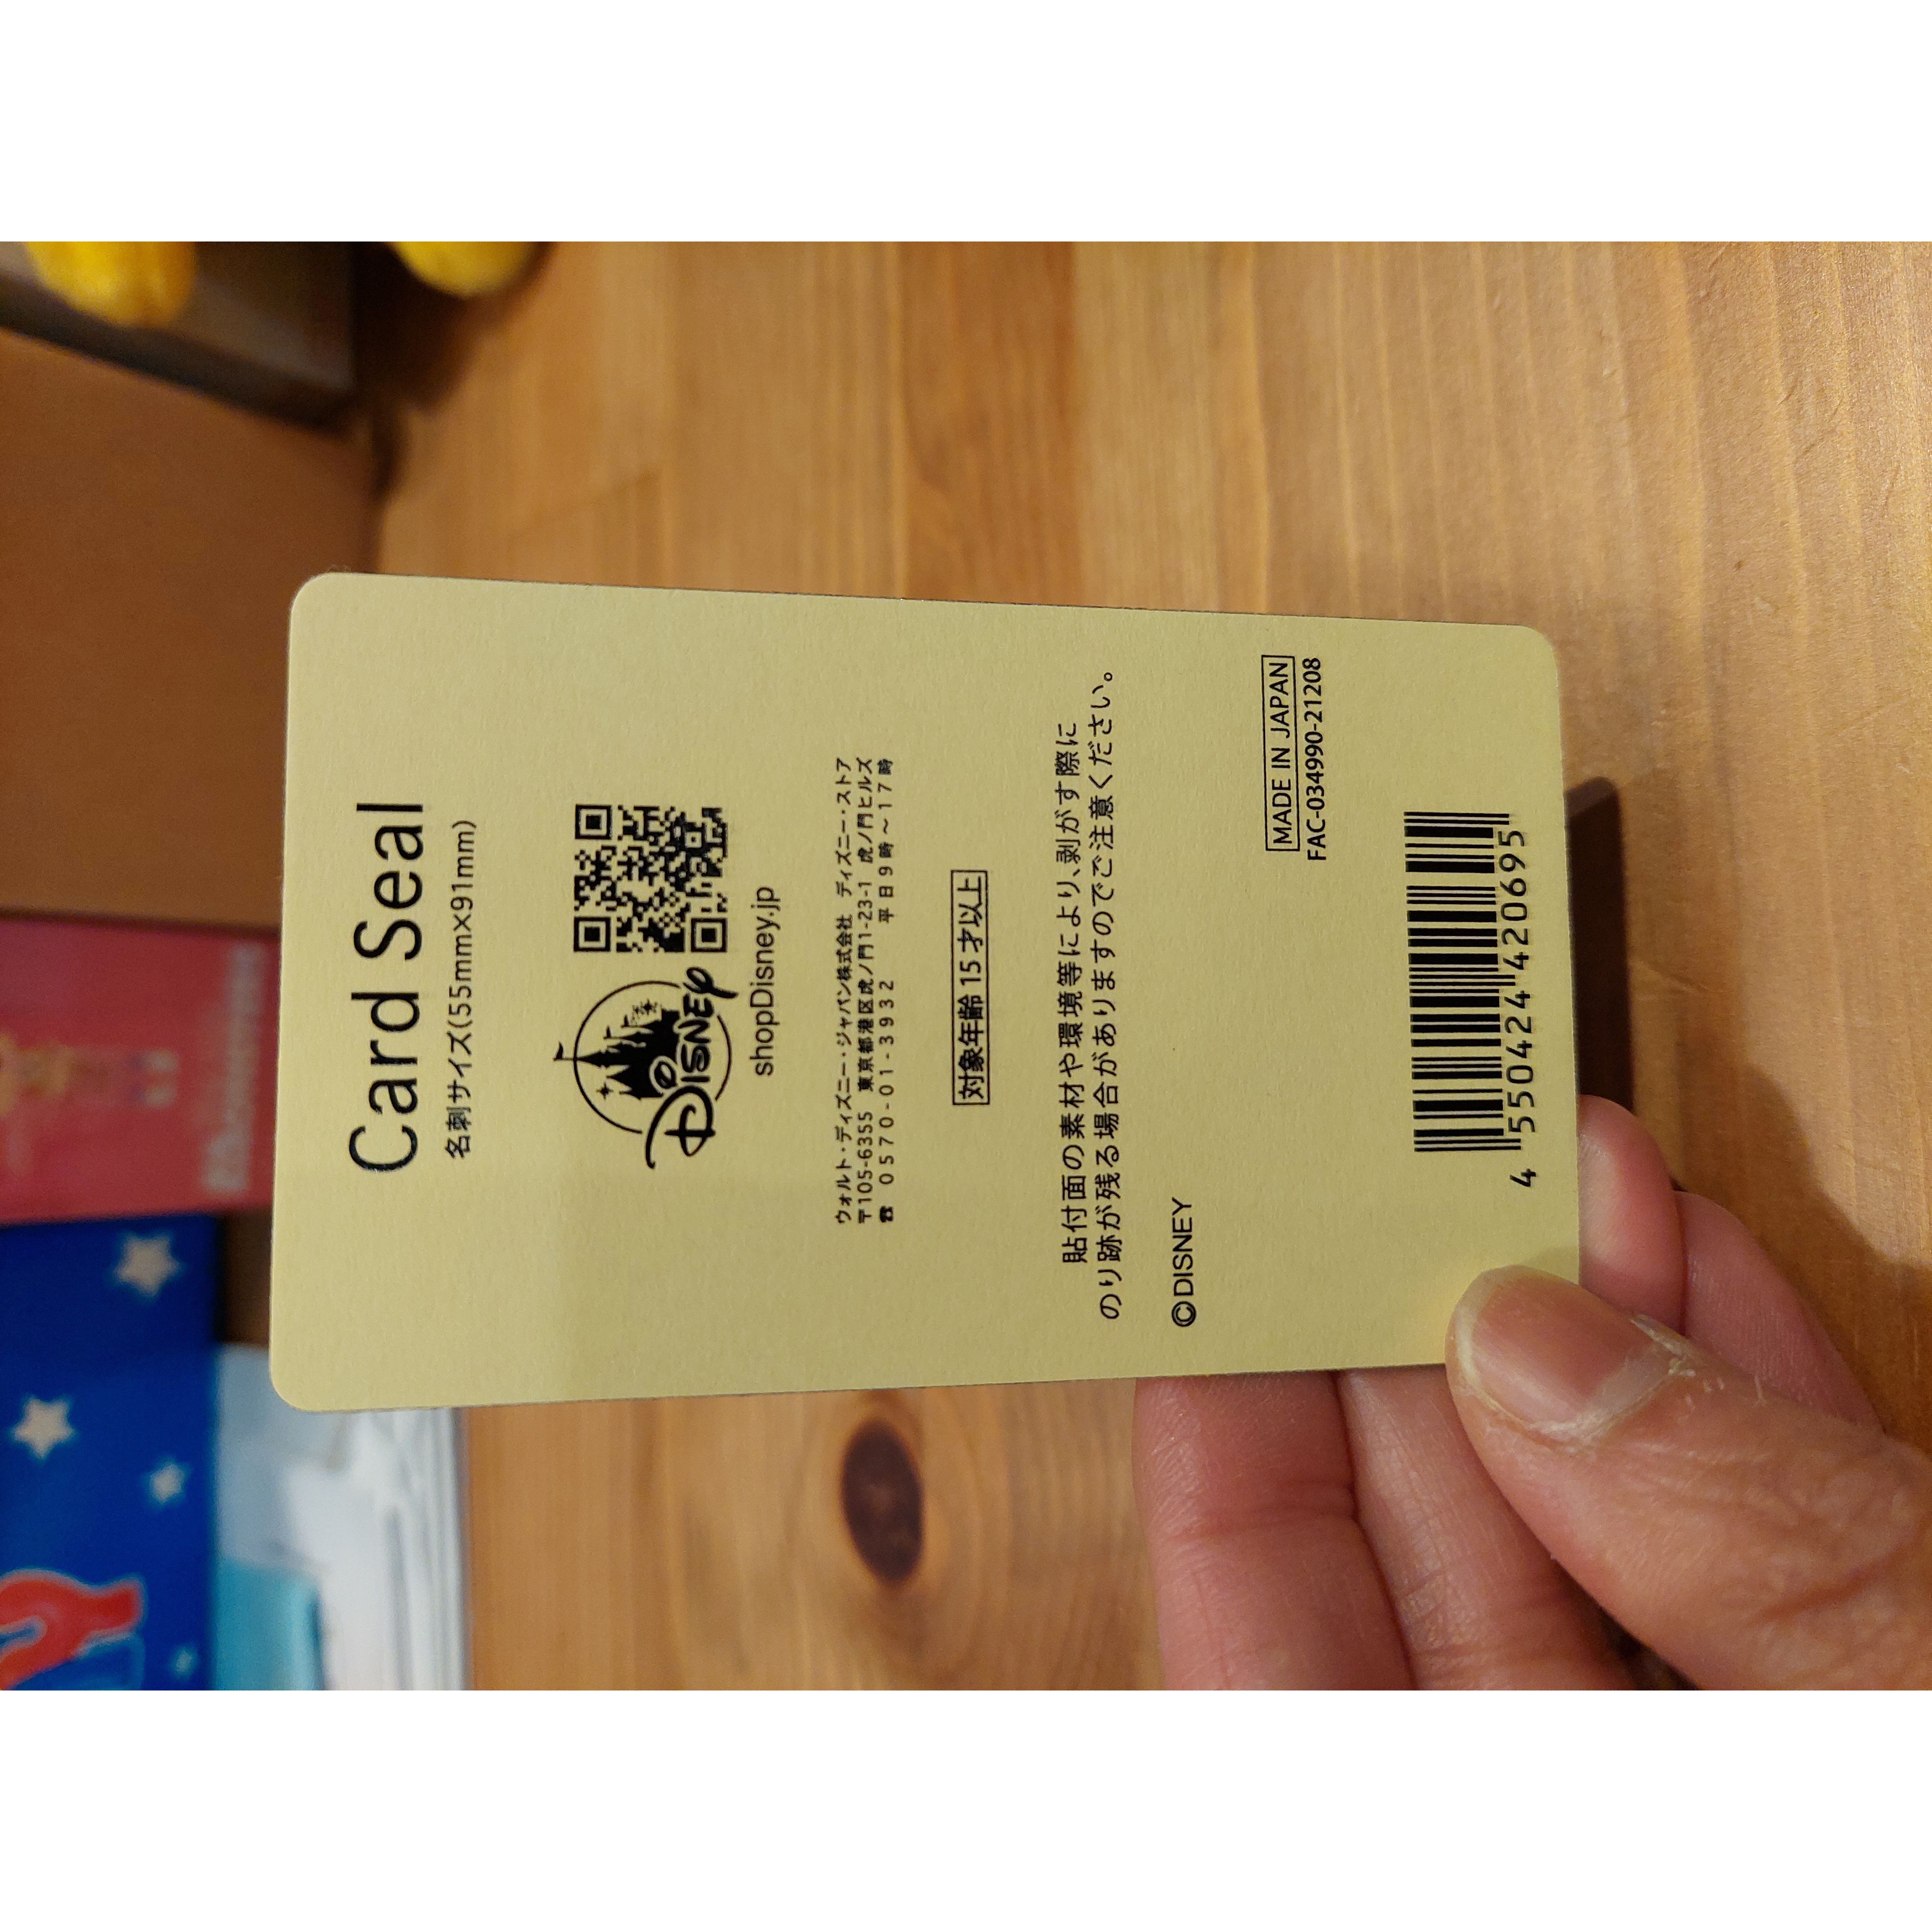 Card Seal
名刺サイズ(55mm×91mm)
Disney
shopDisney.jp
ウォルト・ディズニー・ジャパン株式会社 ディズニー・ストア
〒105-6355 東京都港区虎ノ門1-23-1 虎ノ門ヒルズ
☎ 0570-01-3932 平日9時～17時
対象年齢15才以上
貼付面の素材や環境等により、剥がす際に
のり跡が残る場合がありますのでご注意ください。
©DISNEY
MADE IN JAPAN
FAC-034990-21208
4 550424 420695